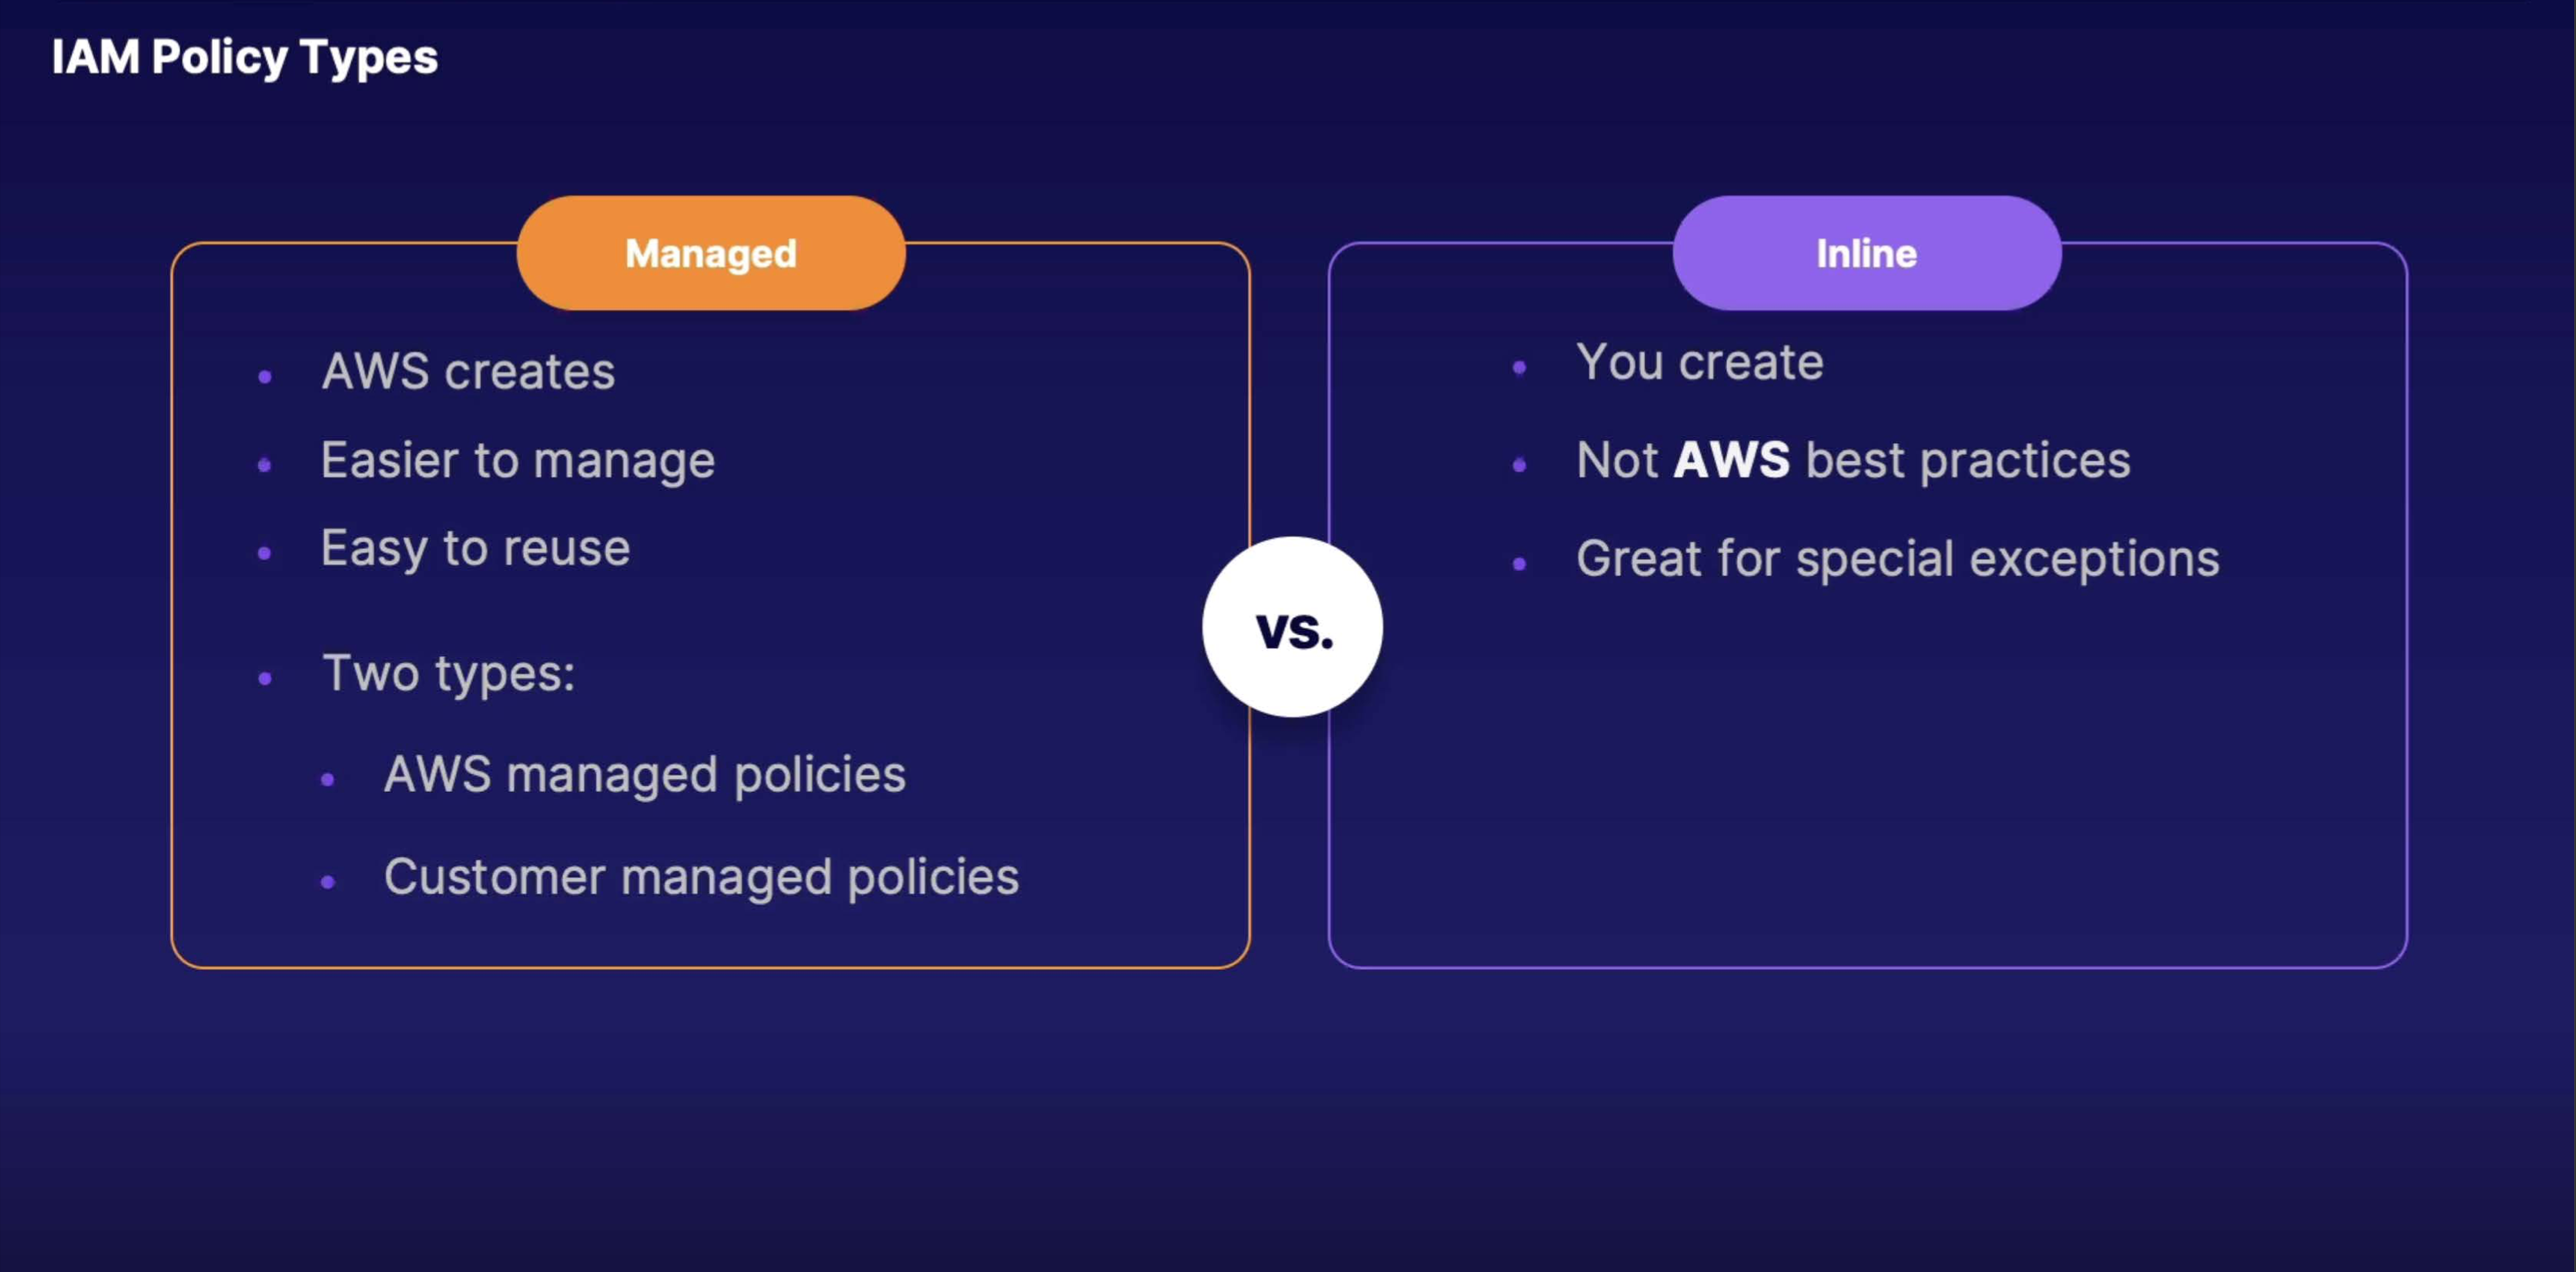 IAM Policy Types
Managed
AWS creates
Easier to manage
Easy to reuse
Two types:
AWS managed policies
Customer managed policies
vs.
Inline
You create
Not AWS best practices
Great for special exceptions